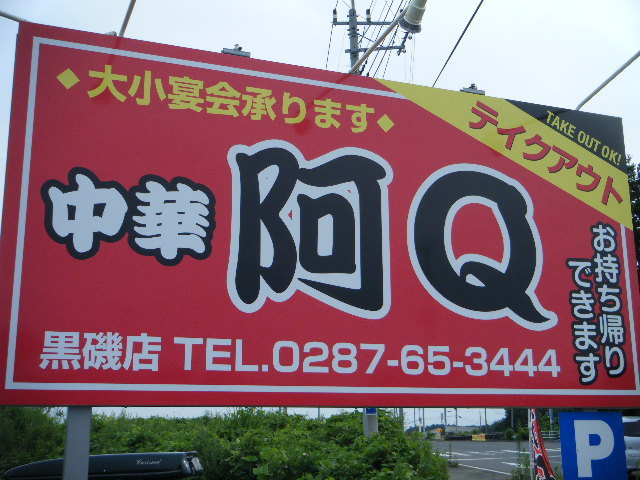 ◆大小宴会承ります◆
テイクアウト
TAKE OUT OK!
中華 阿Q
お持ち帰り
できます
黒磯店 TEL.0287-65-3444
P